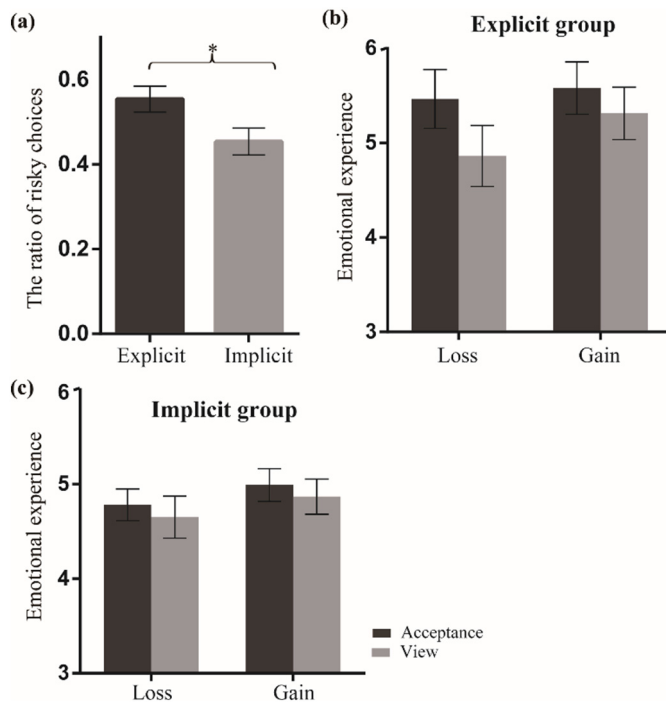 (a)
*
The ratio of risky choices
0.6
0.4
0.2
0.0
Explicit
Implicit
(b)
Explicit group
Emotional experience
6
5
4
3
Loss
Gain
(c)
Implicit group
Emotional experience
6
5
4
3
Loss
Gain
Acceptance
View